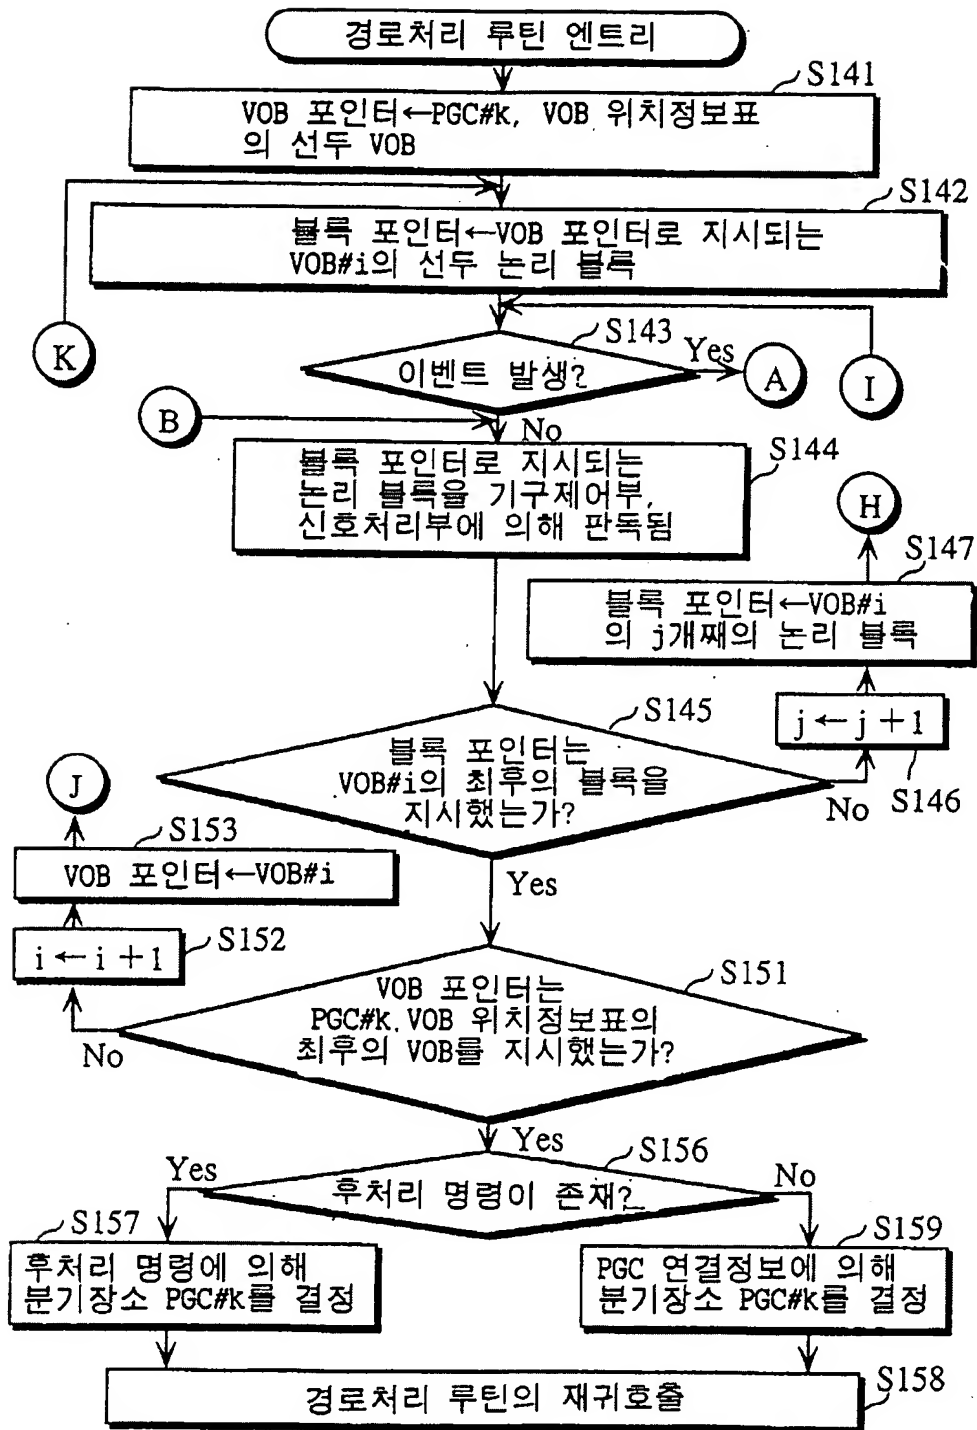 경로처리 루틴 엔트리
S141
VOB 포인터←PGC#k, VOB 위치정보표
의 선두 VOB
S142
블록 포인터←VOB 포인터로 지시되는
VOB#i의 선두 논리 블록
K
S143
이벤트 발생?
Yes
A
I
B
No
S144
블록 포인터로 지시되는
논리 블록을 기구제어부,
신호처리부에 의해 판독됨
H
S147
블록 포인터←VOB#i
의 j개째의 논리 블록
j←j+1
S146
S145
블록 포인터는
VOB#i의 최후의 블록을
지시했는가?
No
Yes
J
S153
VOB 포인터←VOB#i
S152
i←i+1
S151
VOB 포인터는
PGC#k.VOB 위치정보표의
최후의 VOB를 지시했는가?
No
Yes
S156
후처리 명령이 존재?
Yes
No
S157
후처리 명령에 의해
분기장소 PGC#k를 결정
S159
PGC 연결정보에 의해
분기장소 PGC#k를 결정
S158
경로처리 루틴의 재귀호출